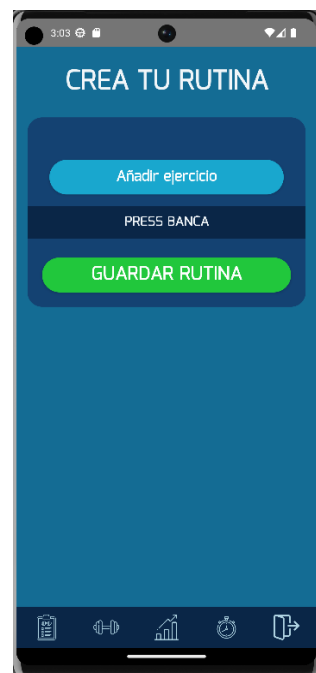 3:03
CREA TU RUTINA
Añadir ejercicio
PRESS BANCA
GUARDAR RUTINA